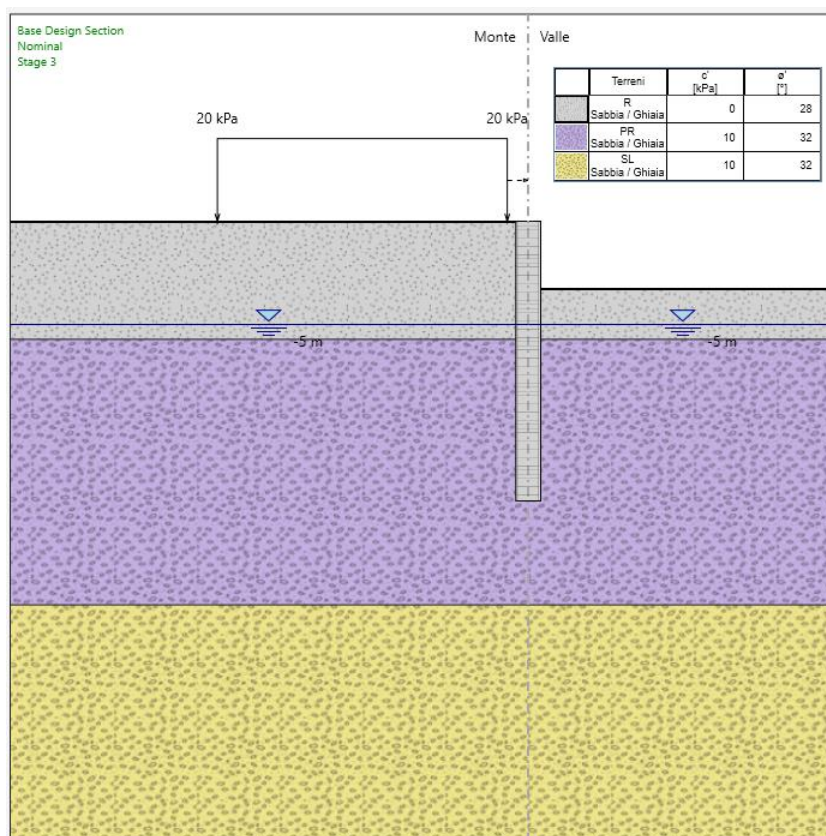 Base Design Section
Nominal
Stage 3
Monte Valle
Terreni c' ø'
[kPa] [°]
R
Sabbia / Ghiaia 0 28
PR
Sabbia / Ghiaia 10 32
SL
Sabbia / Ghiaia 10 32
20 kPa 20 kPa
-5 m -5 m